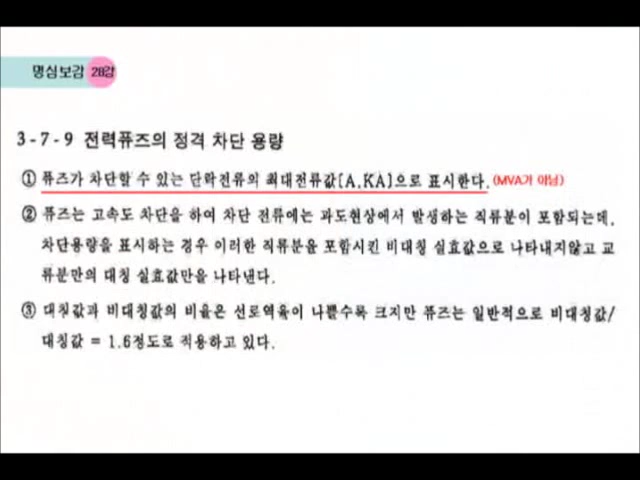 명심보감 28강
3-7-9 전력퓨즈의 정격 차단 용량
① 퓨즈가 차단할 수 있는 단락전류의 최대전류값[A,KA]으로 표시한다. (MVA가 아님)
② 퓨즈는 고속도 차단을 하여 차단 전류에는 과도현상에서 발생하는 직류분이 포함되는데,
차단용량을 표시하는 경우 이러한 직류분을 포함시킨 비대칭 실효값으로 나타내지않고 교
류분만의 대칭 실효값만을 나타낸다.
③ 대칭값과 비대칭값의 비율은 선로역율이 나쁠수록 크지만 퓨즈는 일반적으로 비대칭값/
대칭값 = 1.6정도로 적용하고 있다.